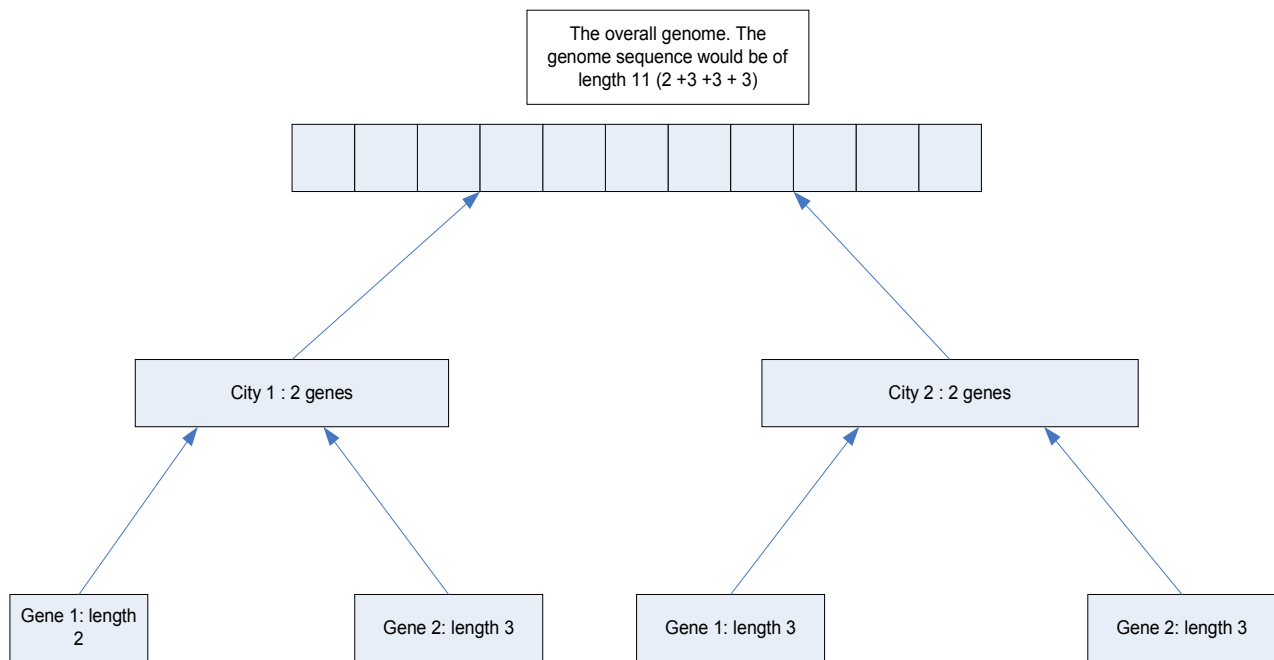 The overall genome. The
genome sequence would be of
length 11 (2 +3 +3 + 3)
City 1 : 2 genes
City 2 : 2 genes
Gene 1: length
2
Gene 2: length 3
Gene 1: length 3
Gene 2: length 3